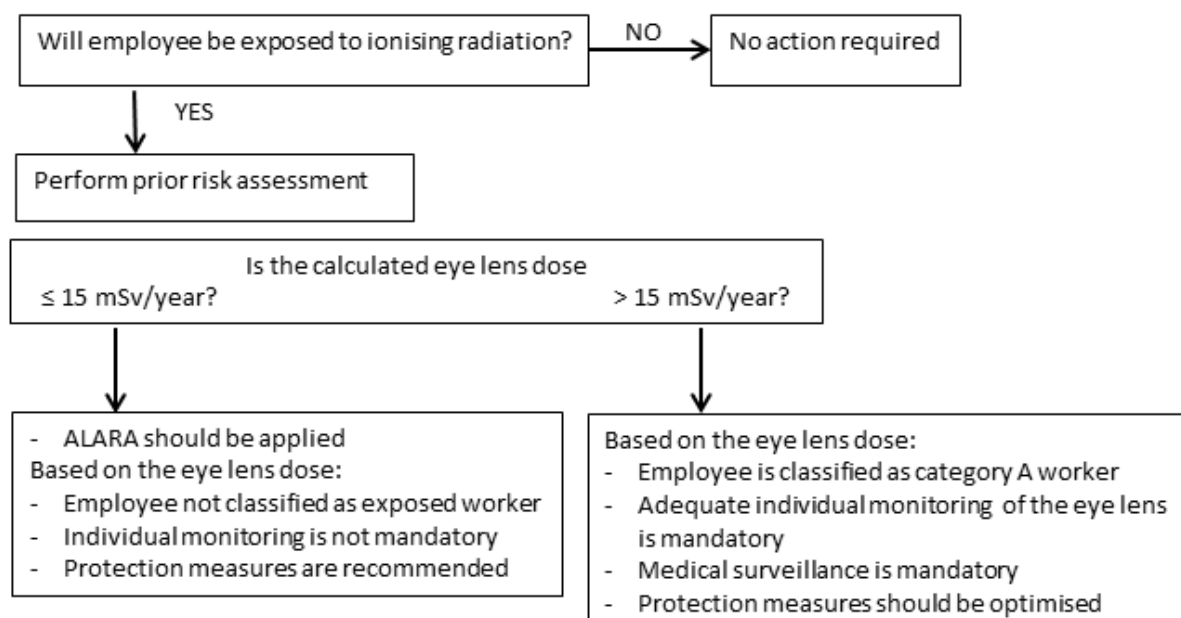 Will employee be exposed to ionising radiation?
NO
No action required
YES
Perform prior risk assessment
Is the calculated eye lens dose
≤ 15 mSv/year?
> 15 mSv/year?
- ALARA should be applied
Based on the eye lens dose:
- Employee not classified as exposed worker
- Individual monitoring is not mandatory
- Protection measures are recommended
Based on the eye lens dose:
- Employee is classified as category A worker
- Adequate individual monitoring of the eye lens
is mandatory
- Medical surveillance is mandatory
- Protection measures should be optimised